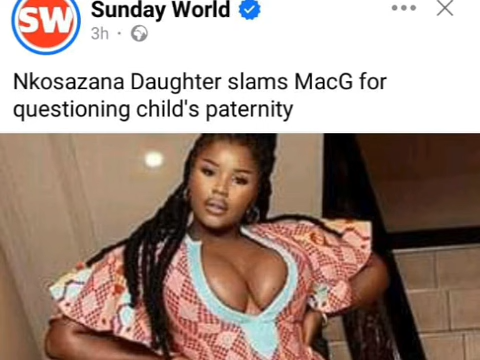 SW
Sunday World
3h ·
Nkosazana Daughter slams MacG for
questioning child's paternity